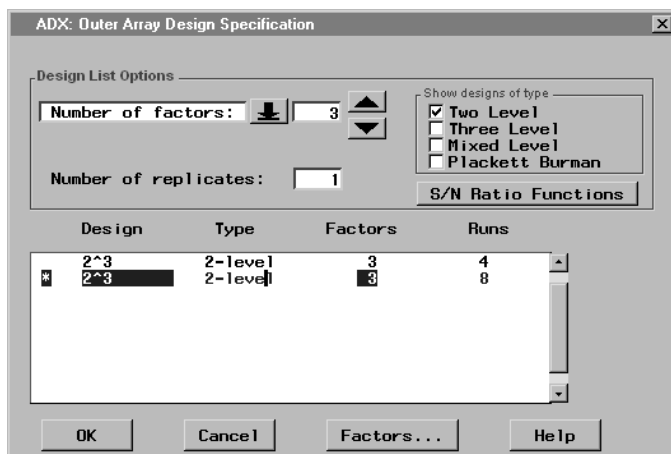 ADX: Outer Array Design Specification
Design List Options
Number of factors: 3
Show designs of type
Two Level
Three Level
Mixed Level
Plackett Burman
Number of replicates: 1
S/N Ratio Functions
Design Type Factors Runs
2^3 2-level 3 4
* 2^3 2-level 3 8
OK Cancel Factors... Help